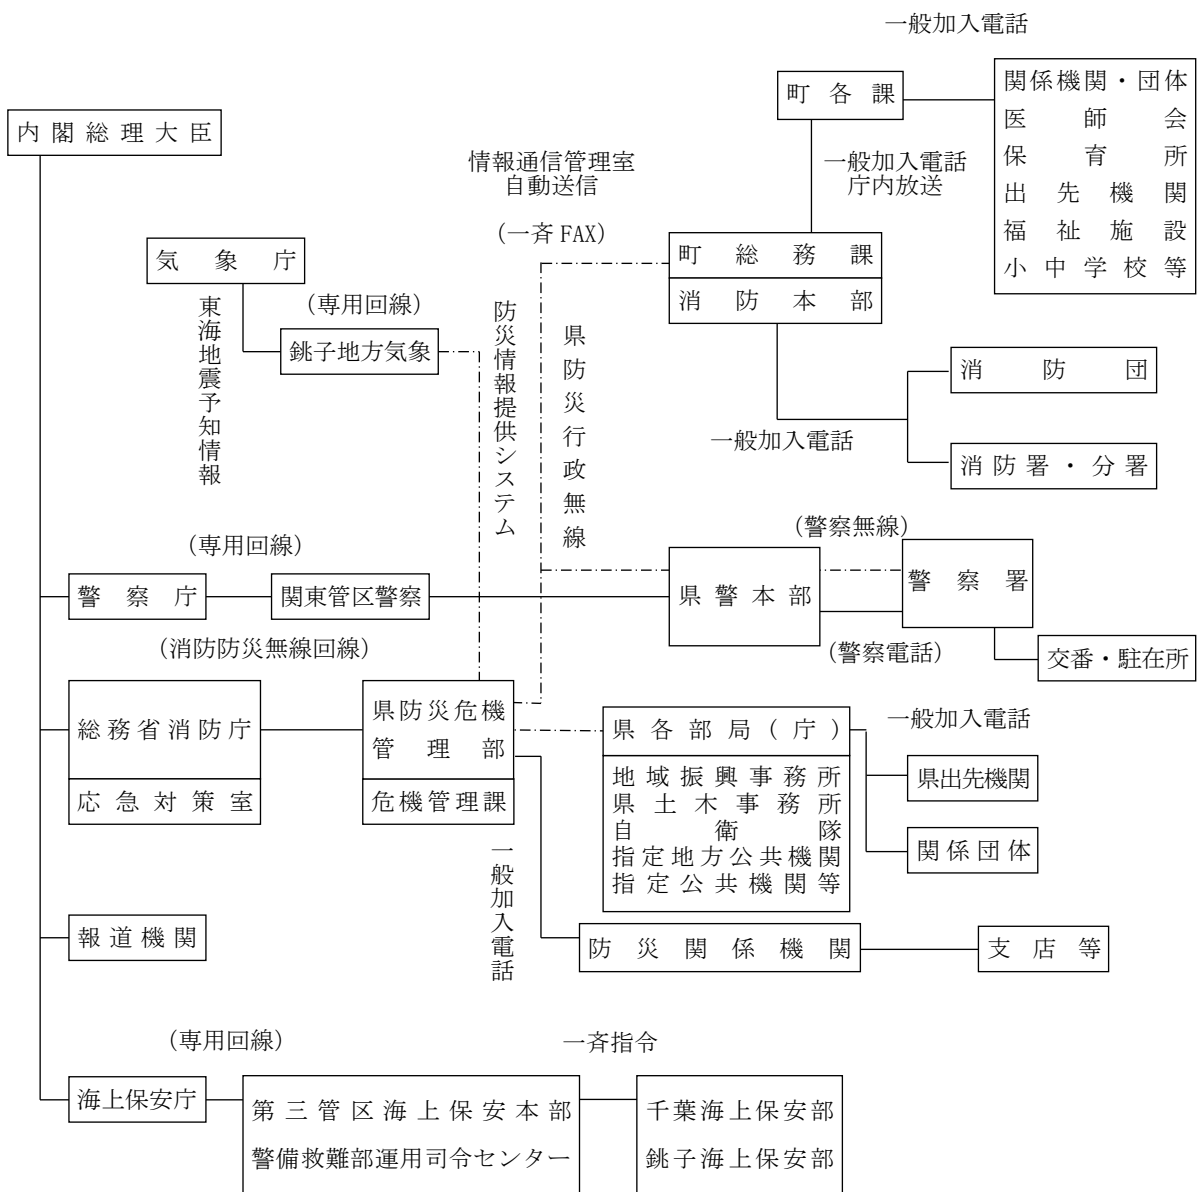 一般加入電話
町各課
関係機関・団体
医師会
保育所
出先機関
福祉施設
小中学校等
内閣総理大臣
情報通信管理室
自動送信
一般加入電話
庁内放送
(一斉 FAX)
町総務課
消防本部
気象庁
東海地震予知情報
(専用回線)
銚子地方気象
防災情報提供システム
県防災行政無線
消防団
一般加入電話
消防署・分署
(警察無線)
(専用回線)
警察庁
関東管区警察
県警本部
警察署
(消防防災無線回線)
(警察電話)
交番・駐在所
総務省消防庁
応急対策室
県防災危機
管理部
危機管理課
県各部局(庁)
地域振興事務所
県土木事務所
自衛隊
指定地方公共機関
指定公共機関等
一般加入電話
県出先機関
関係団体
一般加入電話
報道機関
防災関係機関
支店等
(専用回線)
一斉指令
海上保安庁
第三管区海上保安本部
警備救難部運用司令センター
千葉海上保安部
銚子海上保安部